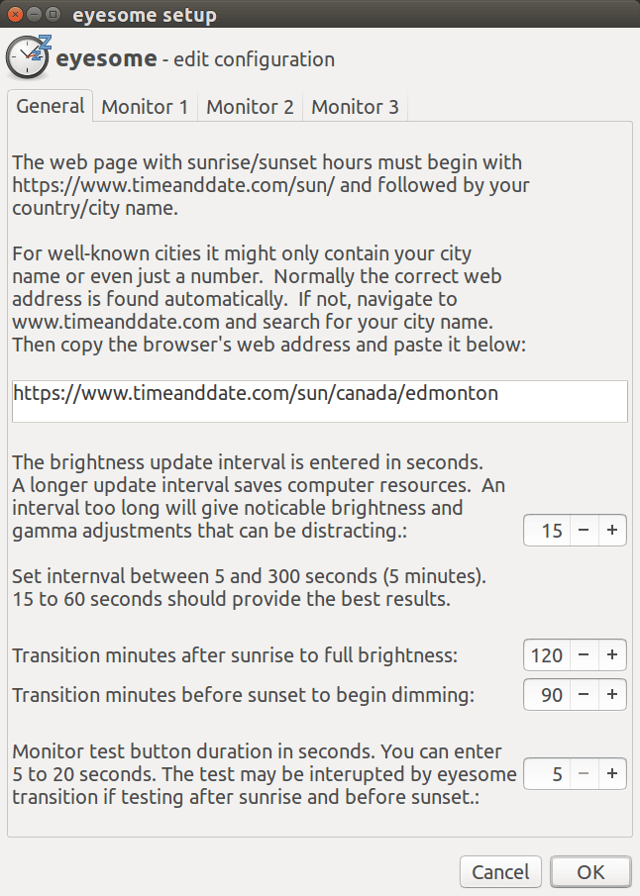 eyesome setup
eyesome - edit configuration
General Monitor 1 Monitor 2 Monitor 3
The web page with sunrise/sunset hours must begin with
https://www.timeanddate.com/sun/ and followed by your
country/city name.
For well-known cities it might only contain your city
name or even just a number.  Normally the correct web
address is found automatically.  If not, navigate to
www.timeanddate.com and search for your city name.
Then copy the browser's web address and paste it below:
https://www.timeanddate.com/sun/canada/edmonton
The brightness update interval is entered in seconds.
A longer update interval saves computer resources.  An
interval too long will give noticable brightness and
gamma adjustments that can be distracting.: 15 − +
Set internval between 5 and 300 seconds (5 minutes).
15 to 60 seconds should provide the best results.
Transition minutes after sunrise to full brightness: 120 − +
Transition minutes before sunset to begin dimming: 90 − +
Monitor test button duration in seconds. You can enter
5 to 20 seconds. The test may be interupted by eyesome 5 − +
transition if testing after sunrise and before sunset.:
Cancel OK